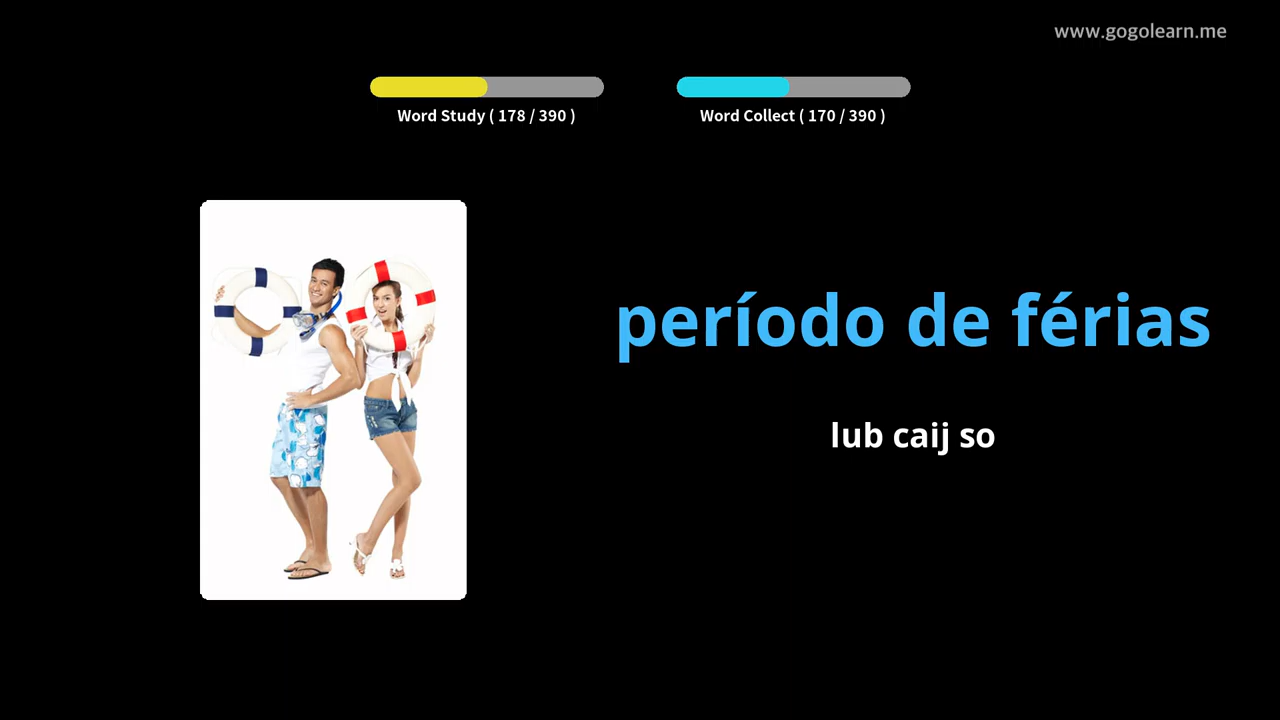 www.gogolearn.me
Word Study ( 178 / 390 )
Word Collect ( 170 / 390 )
período de férias
lub caij so